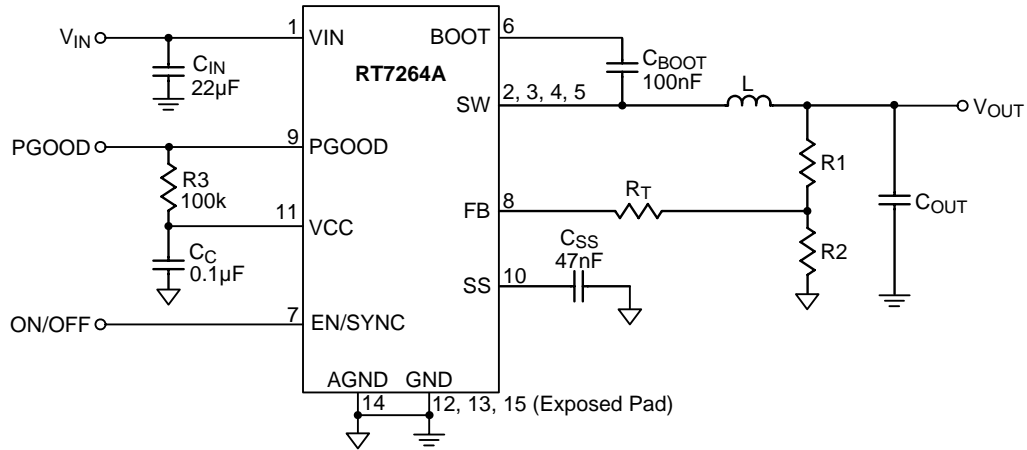 VIN
1
VIN
CIN
22µF
RT7264A
BOOT
6
CBOOT
100nF
SW
2, 3, 4, 5
L
VOUT
PGOOD
9
PGOOD
R3
100k
R1
RT
COUT
FB
8
11
VCC
CC
0.1µF
R2
CSS
47nF
SS
10
ON/OFF
7
EN/SYNC
AGND
GND
14
12, 13, 15 (Exposed Pad)